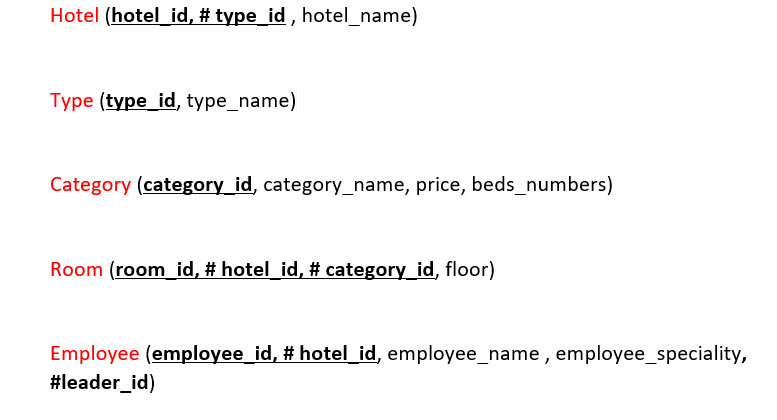 Hotel (hotel_id, # type_id , hotel_name)
Type (type_id, type_name)
Category (category_id, category_name, price, beds_numbers)
Room (room_id, # hotel_id, # category_id, floor)
Employee (employee_id, # hotel_id, employee_name , employee_speciality,
#leader_id)